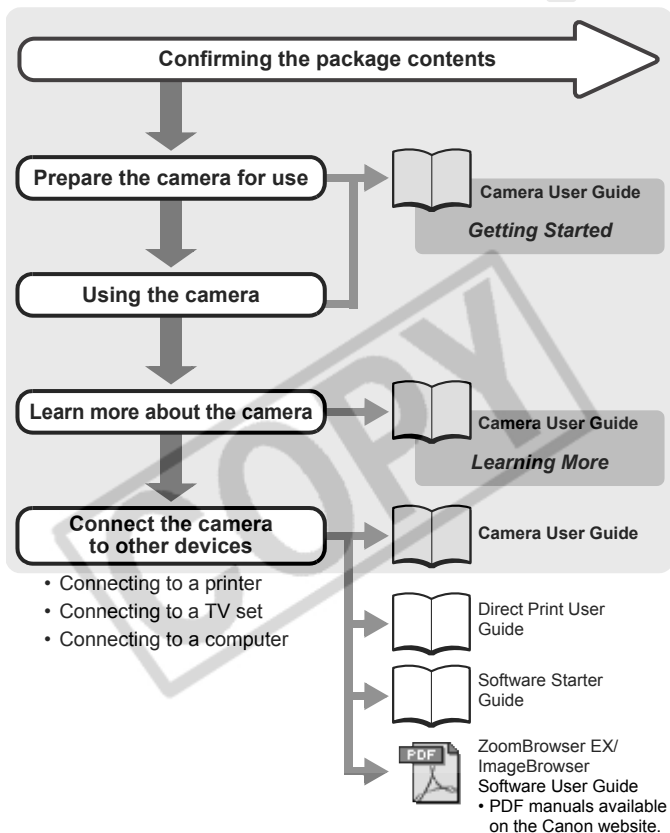 Confirming the package contents
Prepare the camera for use
Camera User Guide
Getting Started
Using the camera
Learn more about the camera
Camera User Guide
Learning More
Connect the camera
to other devices
Camera User Guide
• Connecting to a printer
• Connecting to a TV set
• Connecting to a computer
Direct Print User
Guide
Software Starter
Guide
PDF
ZoomBrowser EX/
ImageBrowser
Software User Guide
• PDF manuals available
on the Canon website.
COPY